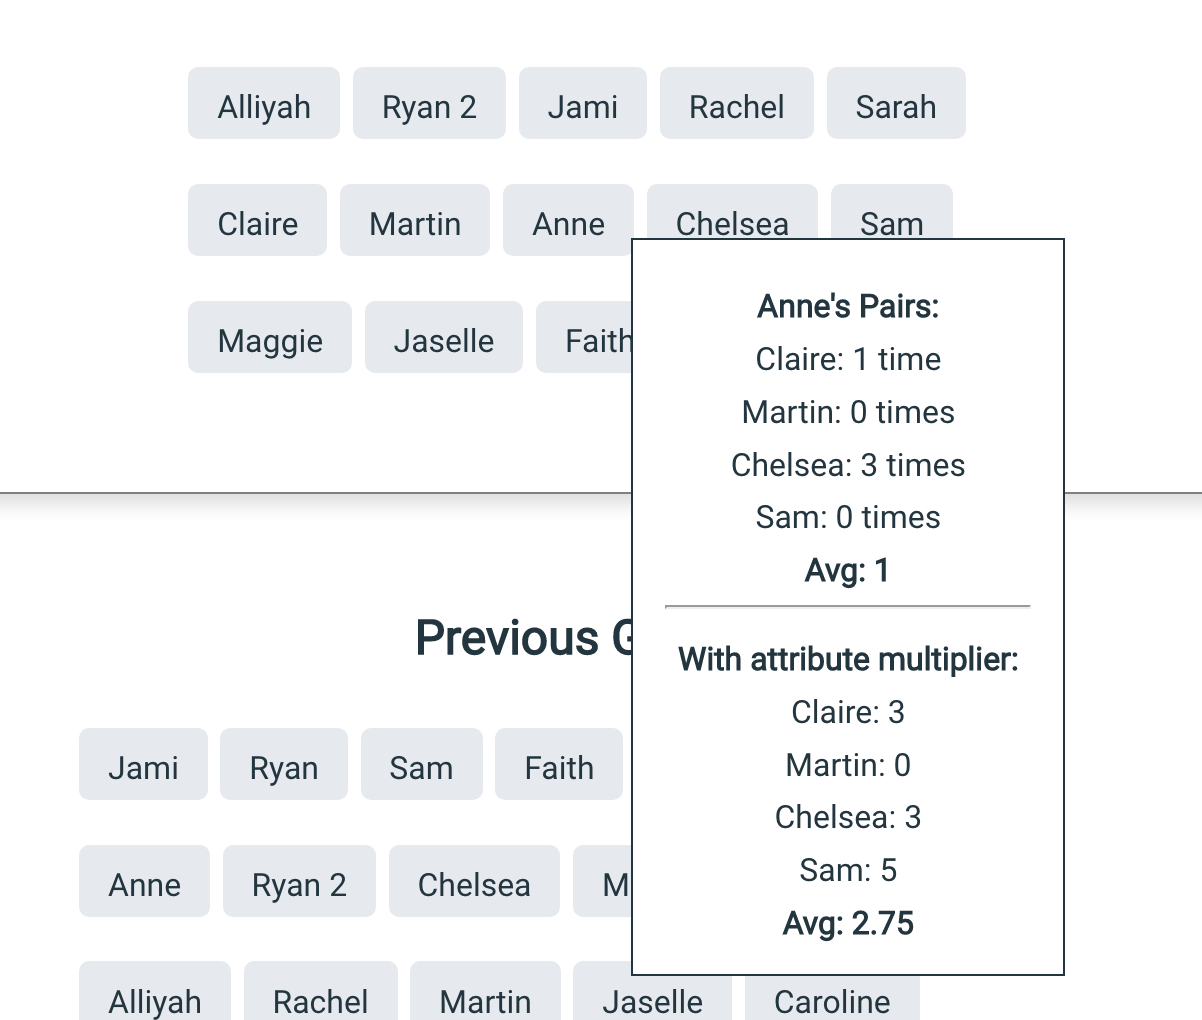 Alliyah Ryan 2 Jami Rachel Sarah
Claire Martin Anne Chelsea Sam
Maggie Jaselle Faith
Anne's Pairs:
Claire: 1 time
Martin: 0 times
Chelsea: 3 times
Sam: 0 times
Avg: 1
With attribute multiplier:
Claire: 3
Martin: 0
Chelsea: 3
Sam: 5
Avg: 2.75
Previous
Jami Ryan Sam Faith
Anne Ryan 2 Chelsea
Alliyah Rachel Martin Jaselle Caroline